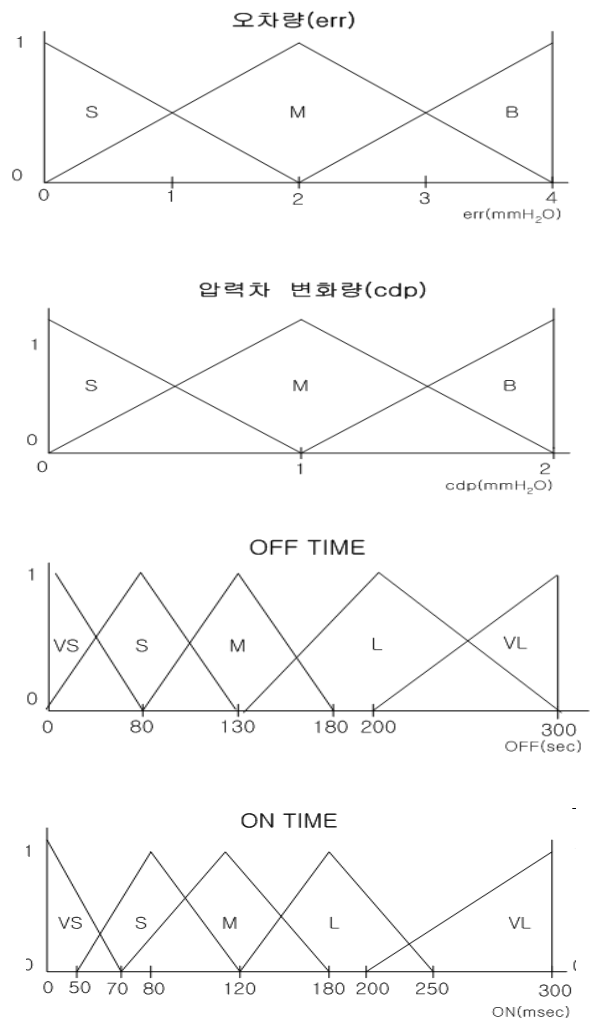 오차량(err)
1
S M B
0
0 1 2 3 4
err(mmH₂O)
압력차 변화량(cdp)
1
S M B
0
0 1 2
cdp(mmH₂O)
OFF TIME
1
VS S M L VL
0
0 80 130 180 200 300
OFF(sec)
ON TIME
1
VS S M L VL
0 50 70 80 120 180 200 250 300
ON(msec)